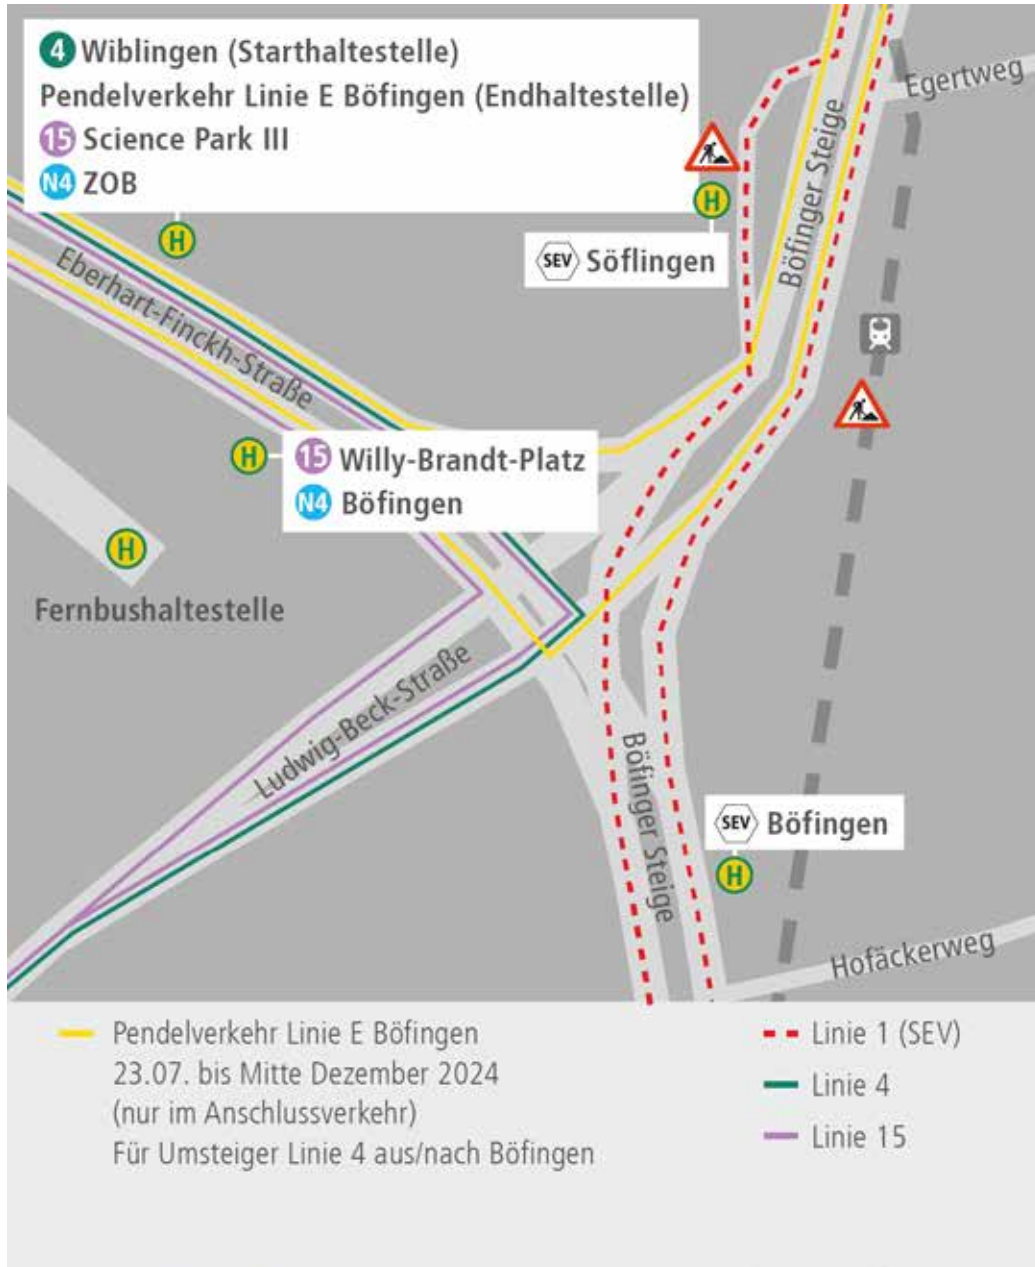 4 Wiblingen (Starthaltestelle)
Pendelverkehr Linie E Böfingen (Endhaltestelle)
15 Science Park III
N4 ZOB
H
Egertweg
Böfinger Steige
H
SEV Söflingen
Eberhart-Finckh-Straße
H
15 Willy-Brandt-Platz
N4 Böfingen
H
Fernbushaltestelle
Ludwig-Beck-Straße
Böfinger Steige
SEV Böfingen
H
Hofäckerweg
Pendelverkehr Linie E Böfingen
23.07. bis Mitte Dezember 2024
(nur im Anschlussverkehr)
Für Umsteiger Linie 4 aus/nach Böfingen
Linie 1 (SEV)
Linie 4
Linie 15